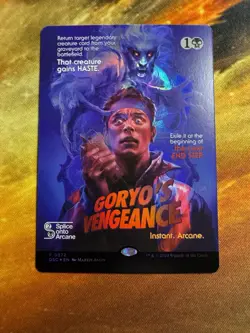 Return target legendary
creature card from your
graveyard to the
battlefield.
That creature
gains HASTE.
1
Exile it at the
beginning of
the next
END STEP.
GORYO'S
VENGEANCE
Splice
onto
Arcane
Instant. Arcane.